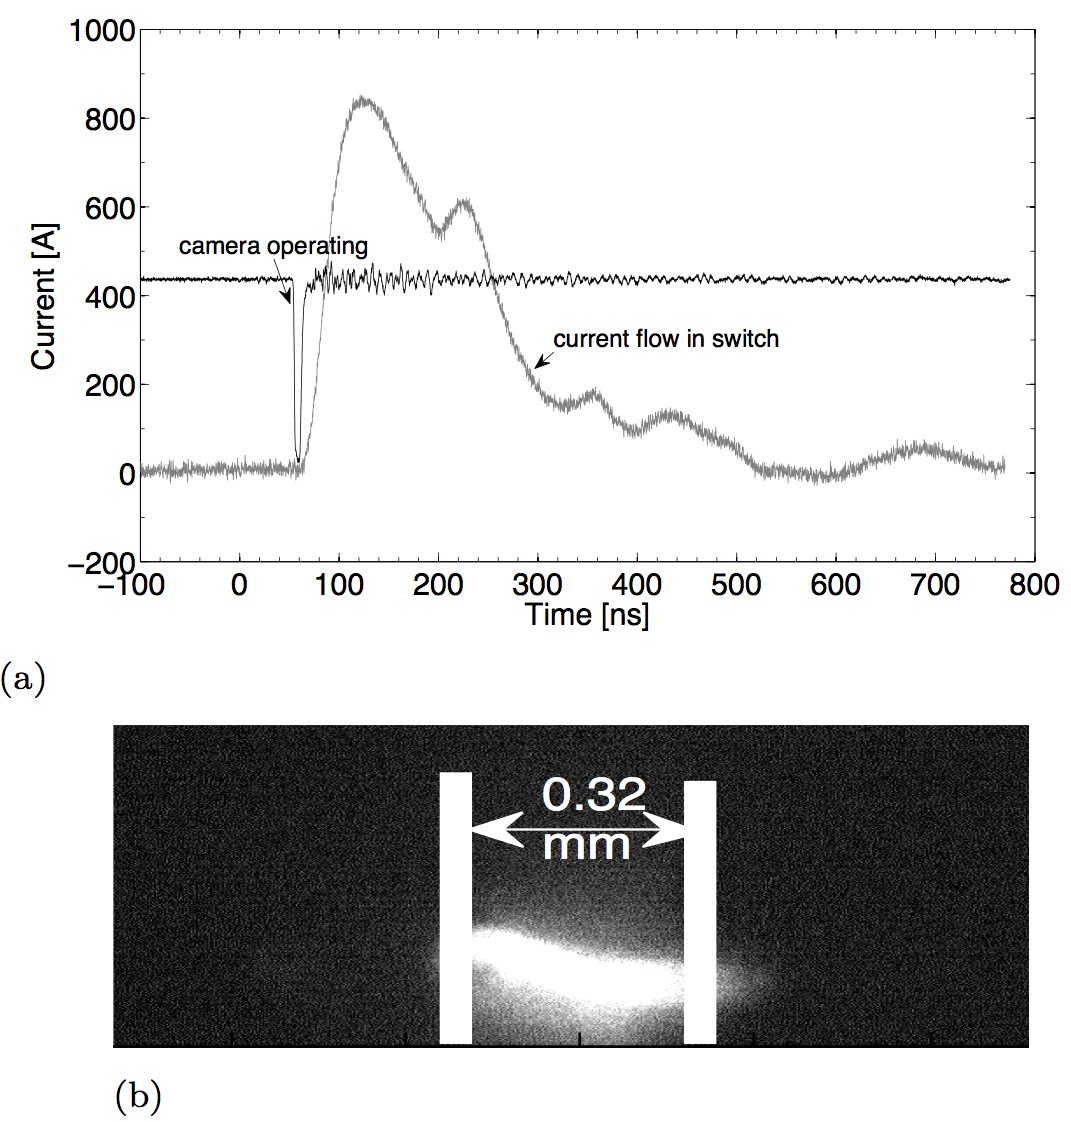 1000
800
600
400
200
0
−200
Current [A]
camera operating
current flow in switch
−100 0 100 200 300 400 500 600 700 800
Time [ns]
(a)
0.32
mm
(b)